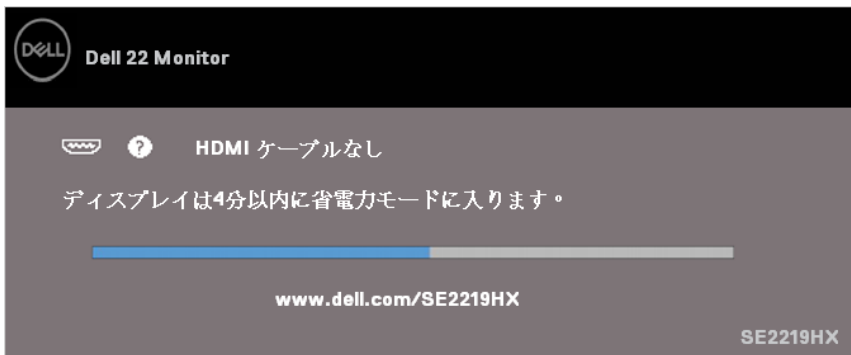 DELL
Dell 22 Monitor
? HDMI ケーブルなし
ディスプレイは4分以内に省電力モードに入ります。
www.dell.com/SE2219HX
SE2219HX